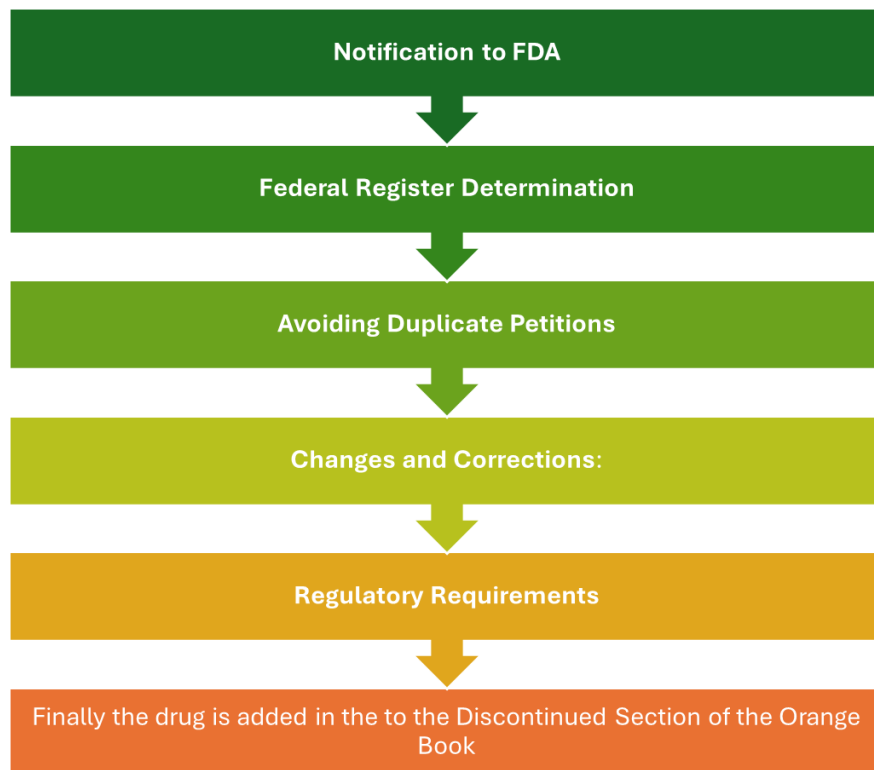 Notification to FDA
Federal Register Determination
Avoiding Duplicate Petitions
Changes and Corrections:
Regulatory Requirements
Finally the drug is added in the to the Discontinued Section of the Orange
Book